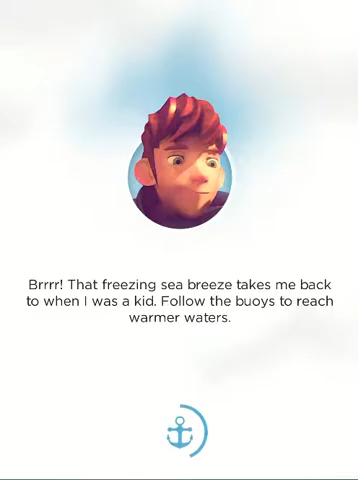 Brrrr! That freezing sea breeze takes me back
to when I was a kid. Follow the buoys to reach
warmer waters.